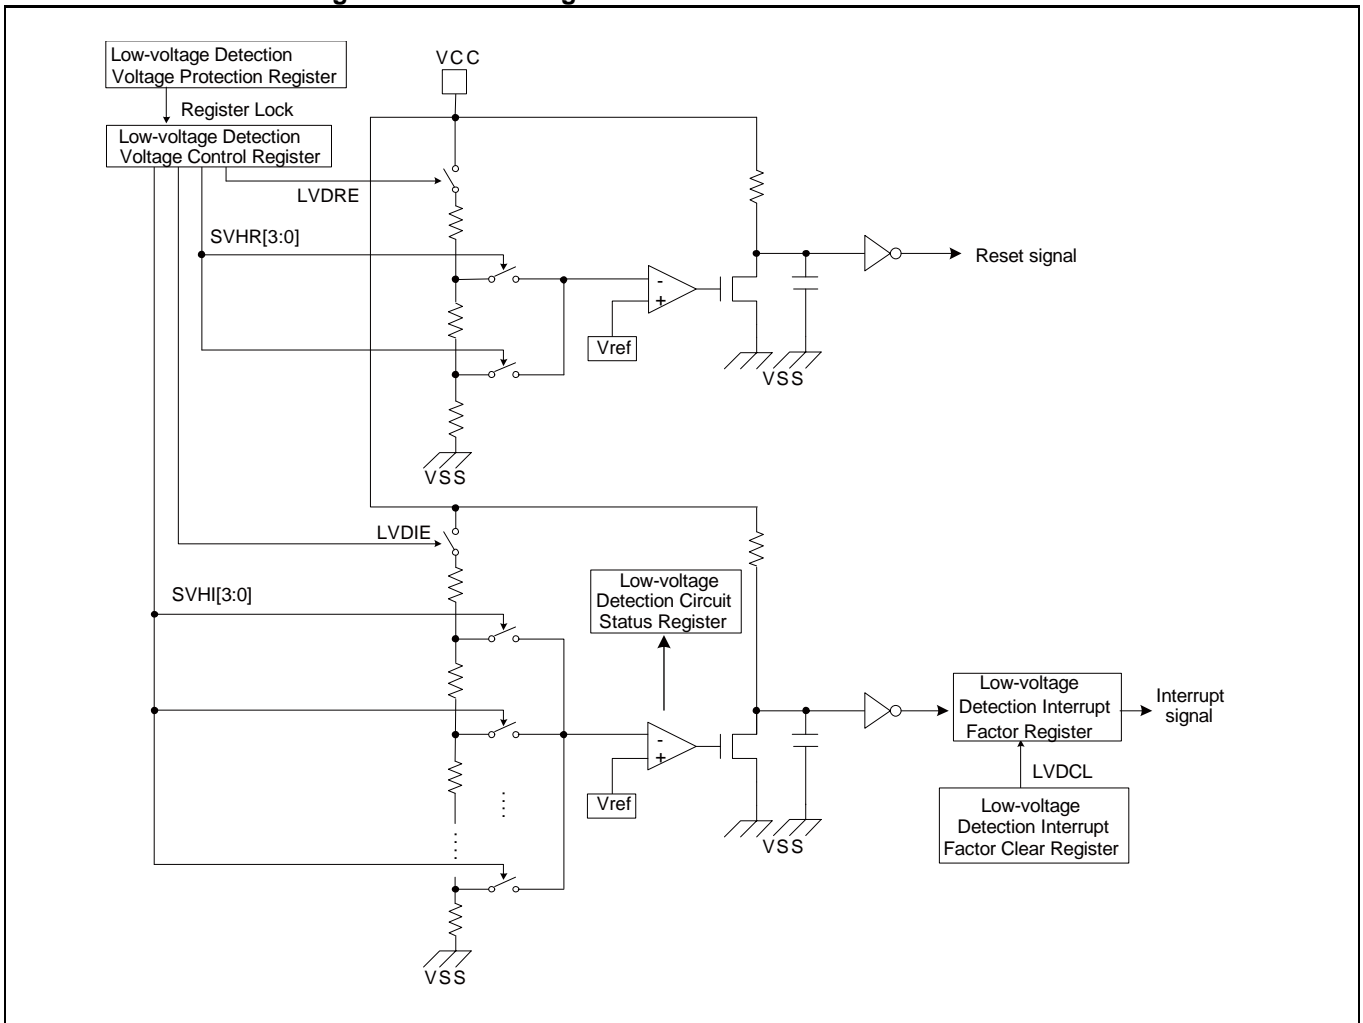 Low-voltage Detection
Voltage Protection Register
VCC
Register Lock
Low-voltage Detection
Voltage Control Register
LVDRE
SVHR[3:0]
Reset signal
-
+
Vref
VSS
VSS
LVDIE
Low-voltage
Detection Circuit
Status Register
SVHI[3:0]
Low-voltage
Detection Interrupt
Factor Register
Interrupt
signal
-
+
LVDCL
Vref
Low-voltage
Detection Interrupt
Factor Clear Register
VSS
VSS